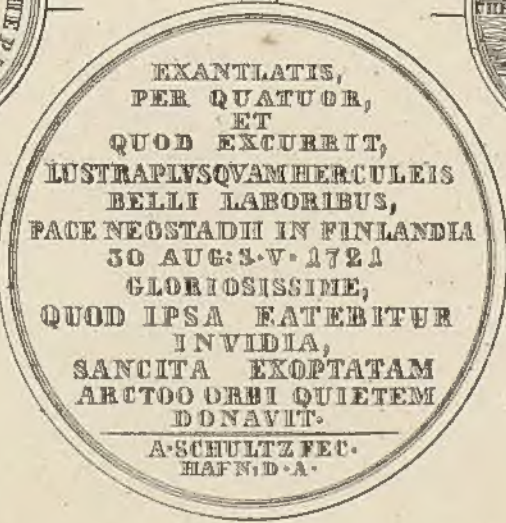 EXANTLATIS,
PER QUATUOR,
ET
QUOD EXCURRIT,
LUSTRAPLVSQVAMHERCULEIS
BELLI LABORIBUS,
PACE NEOSTADII IN FINLANDIA
30 AUG: S·V· 1721
GLORIOSISSIME,
QUOD IPSA FATEBITUR
INVIDIA,
SANCITA EXOPTATAM
ARCTOO ORBI QUIETEM
DONAVIT·
A·SCHULTZ FEC·
HAFN; D·A·